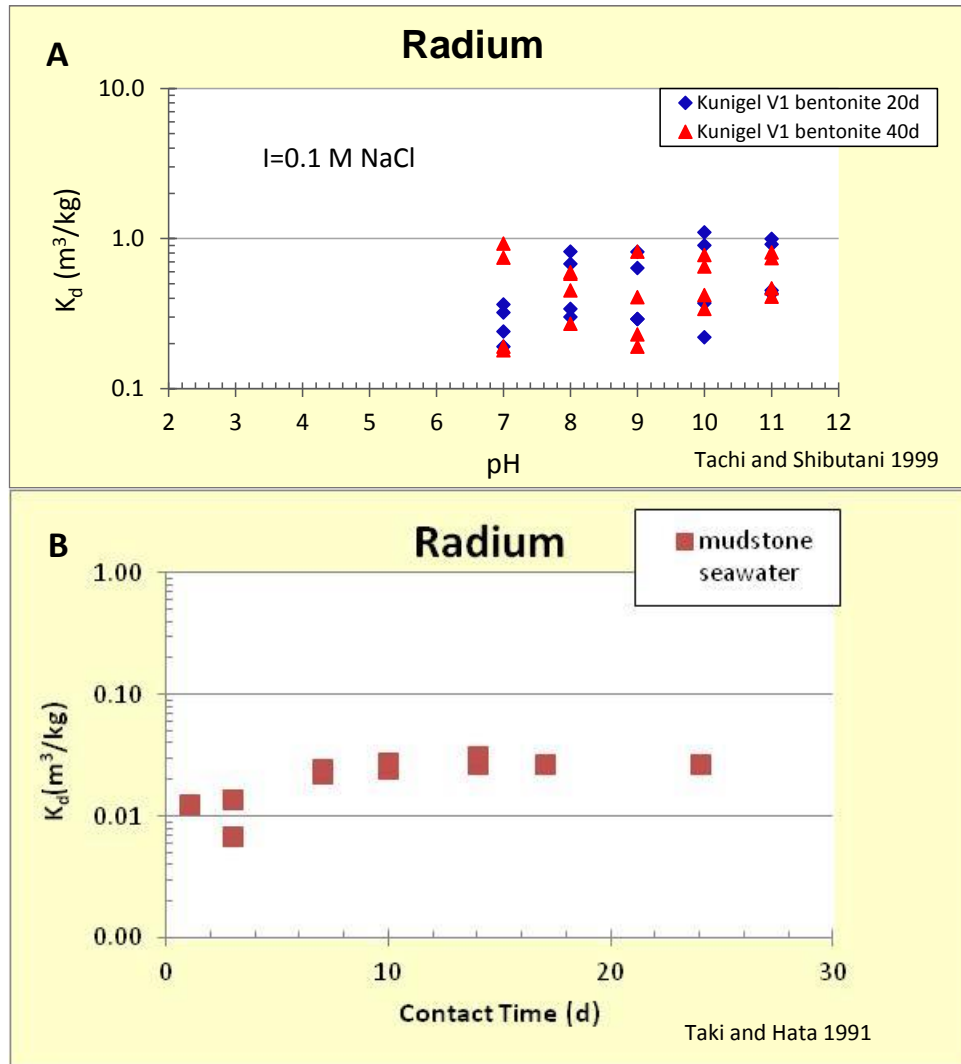 A
Radium
10.0
Kunigel V1 bentonite 20d
Kunigel V1 bentonite 40d
I=0.1 M NaCl
1.0
K_d (m³/kg)
0.1
2 3 4 5 6 7 8 9 10 11 12
pH
Tachi and Shibutani 1999
B
Radium
mudstone
seawater
1.00
0.10
K_d(m³/kg)
0.01
0.00
0 10 20 30
Contact Time (d)
Taki and Hata 1991